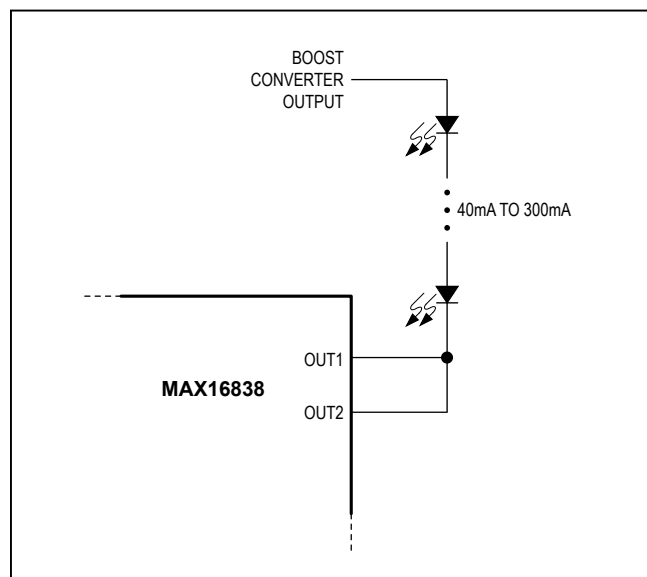 BOOST
CONVERTER
OUTPUT
40mA TO 300mA
OUT1
MAX16838
OUT2